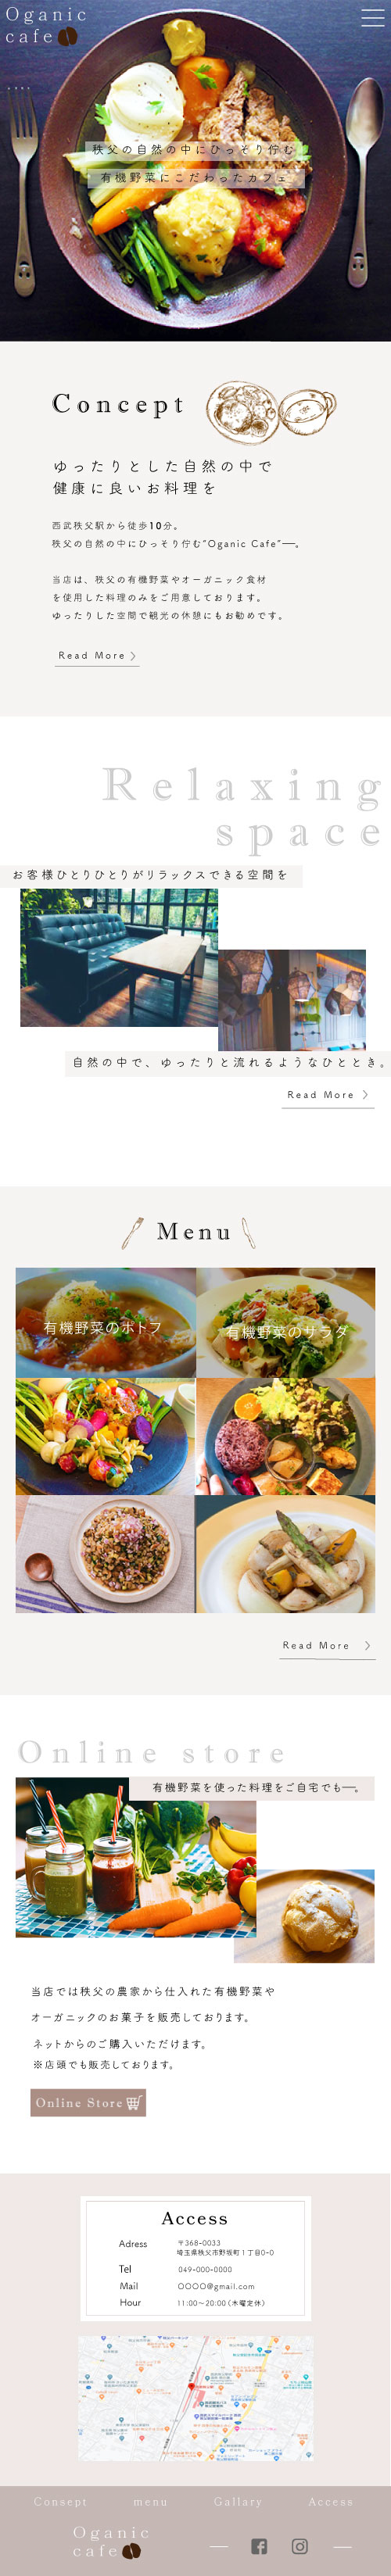 Oganic
cafe
秩父の自然の中にひっそり佇む
有機野菜にこだわったカフェ
Concept
ゆったりとした自然の中で
健康に良いお料理を
西武秩父駅から徒歩10分。
秩父の自然の中にひっそり佇む“Oganic Cafe”―。
当店は、秩父の有機野菜やオーガニック食材
を使用した料理のみをご用意しております。
ゆったりした空間で観光の休憩にもお勧めです。
Read More
Relaxing
space
お客様ひとりひとりがリラックスできる空間を
自然の中で、ゆったりと流れるようなひととき。
Read More
Menu
有機野菜のポトフ
有機野菜のサラダ
Read More
Online store
有機野菜を使った料理をご自宅でも―。
当店では秩父の農家から仕入れた有機野菜や
オーガニックのお菓子を販売しております。
ネットからのご購入いただけます。
※店頭でも販売しております。
Online Store
Access
Adress 〒368-0033
埼玉県秩父市野坂町1丁目0-0
Tel 049-000-0000
Mail OOOO@gmail.com
Hour 11:00~20:00(木曜定休)
Consept menu Gallary Access
Oganic
cafe